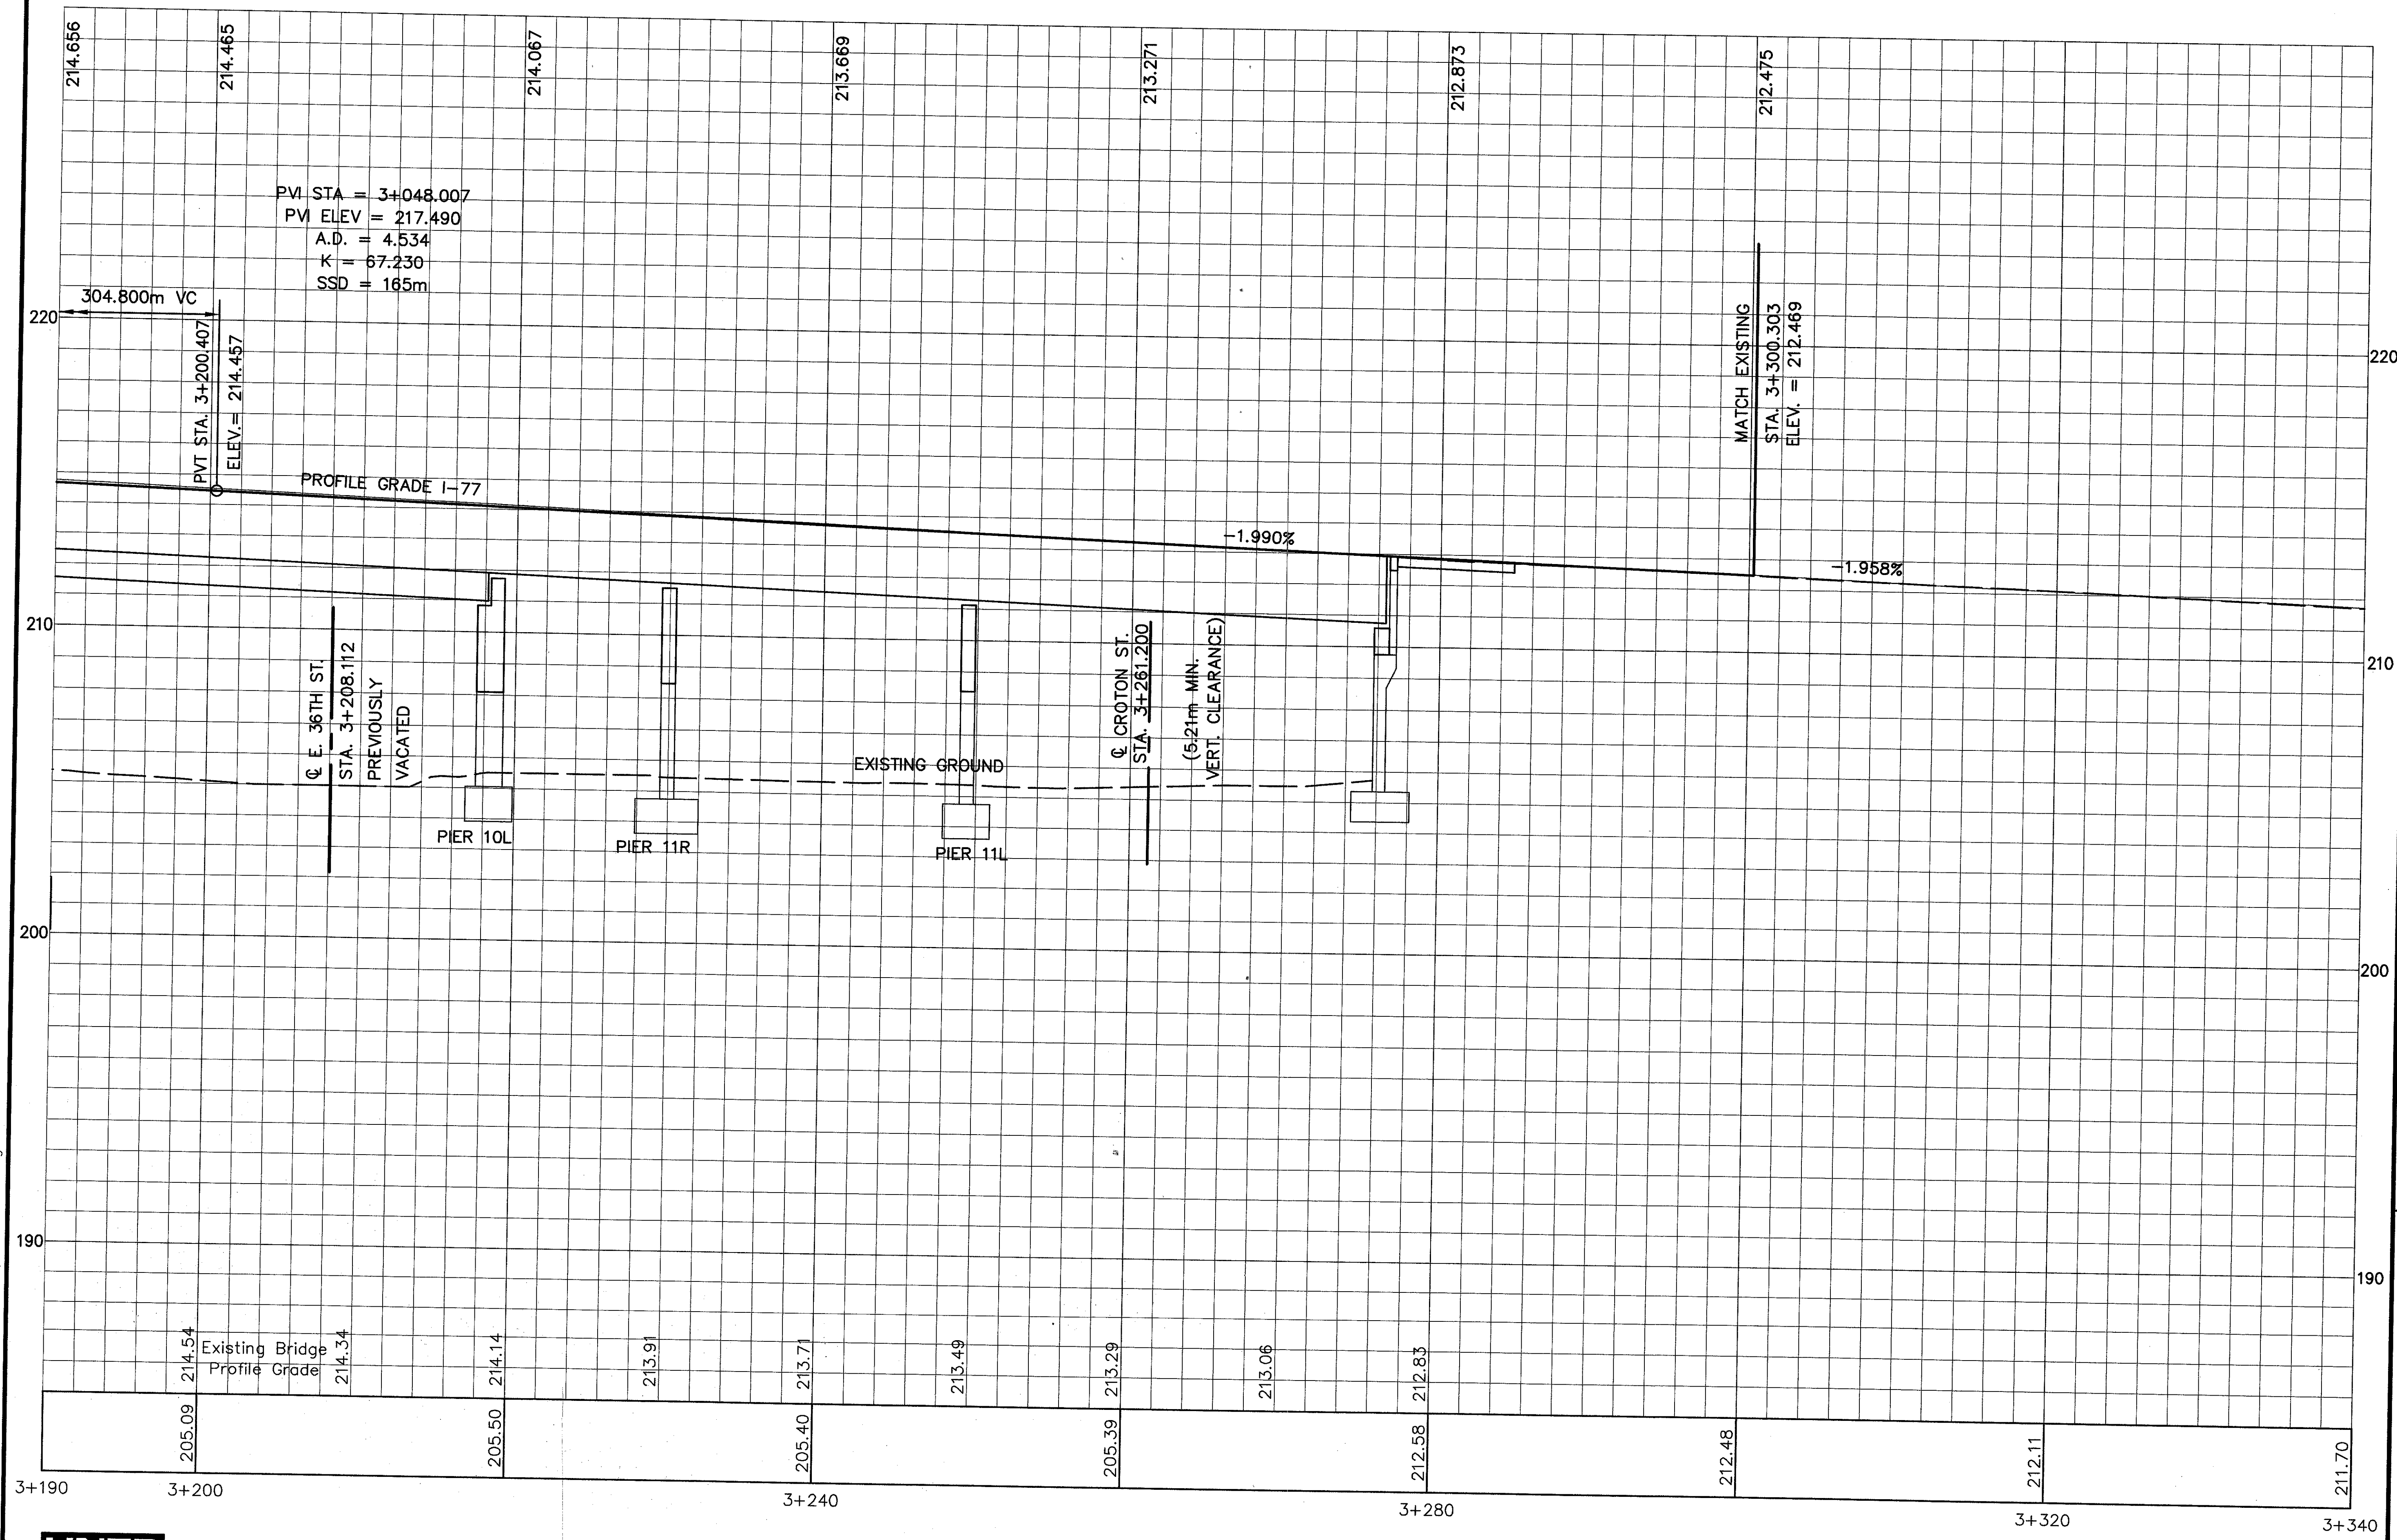 214.656
214.465
214.067
213.669
213.271
212.873
212.475
PVI STA = 3+048.007
PVI ELEV = 217.490
A.D. = 4.534
K = 67.230
SSD = 165m
304.800m VC
220
220
PVT STA. 3+200.407
ELEV.= 214.457
MATCH EXISTING
STA. 3+300.303
ELEV. = 212.469
PROFILE GRADE I-77
-1.990%
-1.958%
210
210
℄ E. 36TH ST.
STA. 3+208.112
PREVIOUSLY
VACATED
℄ CROTON ST.
STA. 3+261.200
(5.21m MIN.
VERT. CLEARANCE)
EXISTING GROUND
PIER 10L
PIER 11R
PIER 11L
200
200
190
190
214.54
Existing Bridge
Profile Grade
214.34
214.14
213.91
213.71
213.49
213.29
213.06
212.83
205.09
205.50
205.40
205.39
212.58
212.48
212.11
211.70
3+190
3+200
3+240
3+280
3+320
3+340